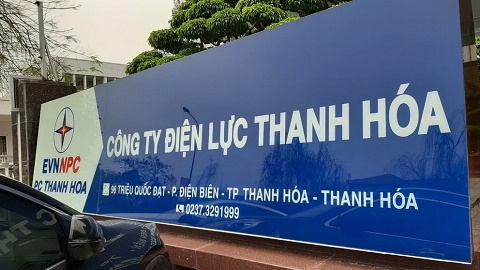 EVNNPC
PC THANH HOA
CÔNG TY ĐIỆN LỰC THANH HÓA
96 TRIỆU QUỐC ĐẠT - P. ĐIỆN BIÊN - TP THANH HÓA - THANH HÓA
0237.3291999